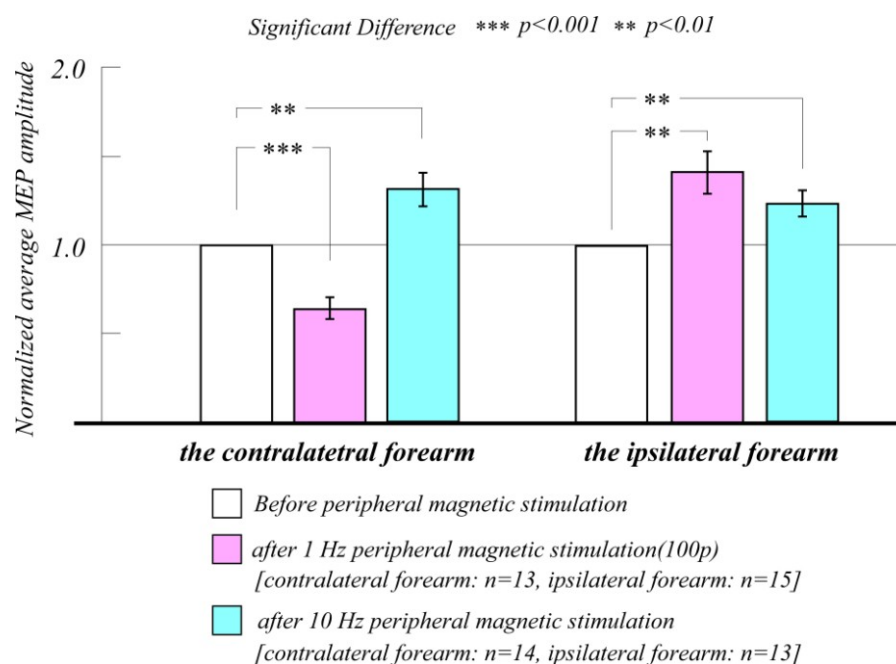 Significant Difference *** p<0.001 ** p<0.01
Normalized average MEP amplitude
2.0
1.0
**
***
**
**
the contralatetral forearm
the ipsilateral forearm
Before peripheral magnetic stimulation
after 1 Hz peripheral magnetic stimulation(100p)
[contralateral forearm: n=13, ipsilateral forearm: n=15]
after 10 Hz peripheral magnetic stimulation
[contralateral forearm: n=14, ipsilateral forearm: n=13]